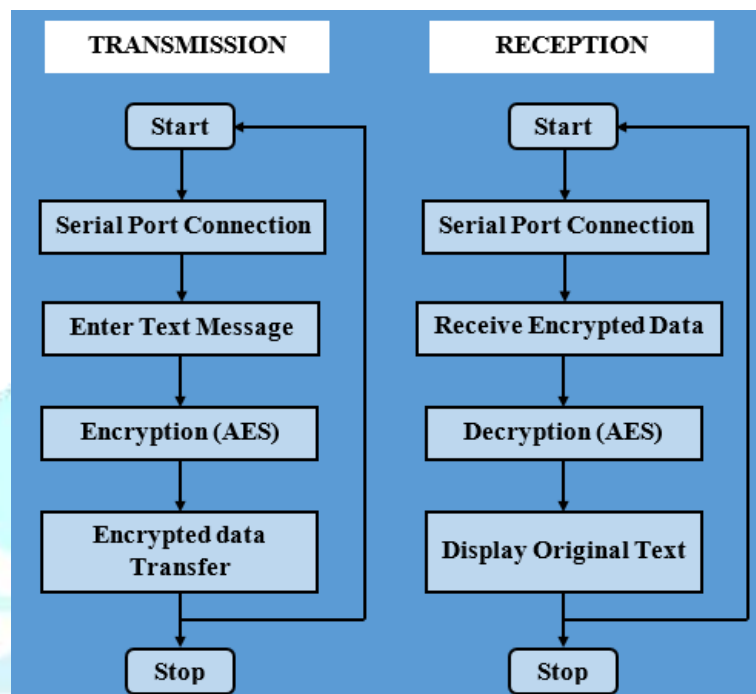 TRANSMISSION
Start
Serial Port Connection
Enter Text Message
Encryption (AES)
Encrypted data
Transfer
Stop
RECEPTION
Start
Serial Port Connection
Receive Encrypted Data
Decryption (AES)
Display Original Text
Stop